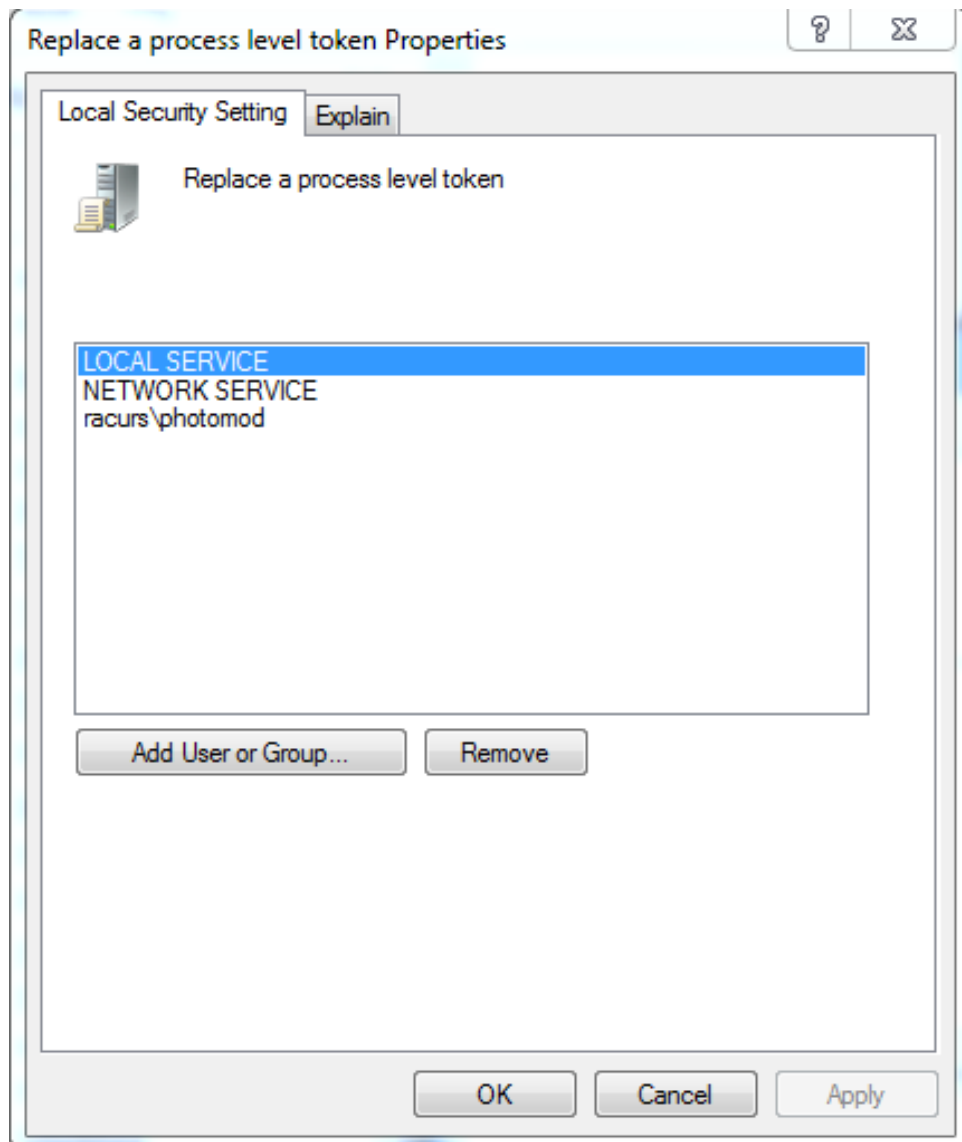 Replace a process level token Properties
Local Security Setting
Explain
Replace a process level token
LOCAL SERVICE
NETWORK SERVICE
racurs\photomod
Add User or Group...
Remove
OK
Cancel
Apply